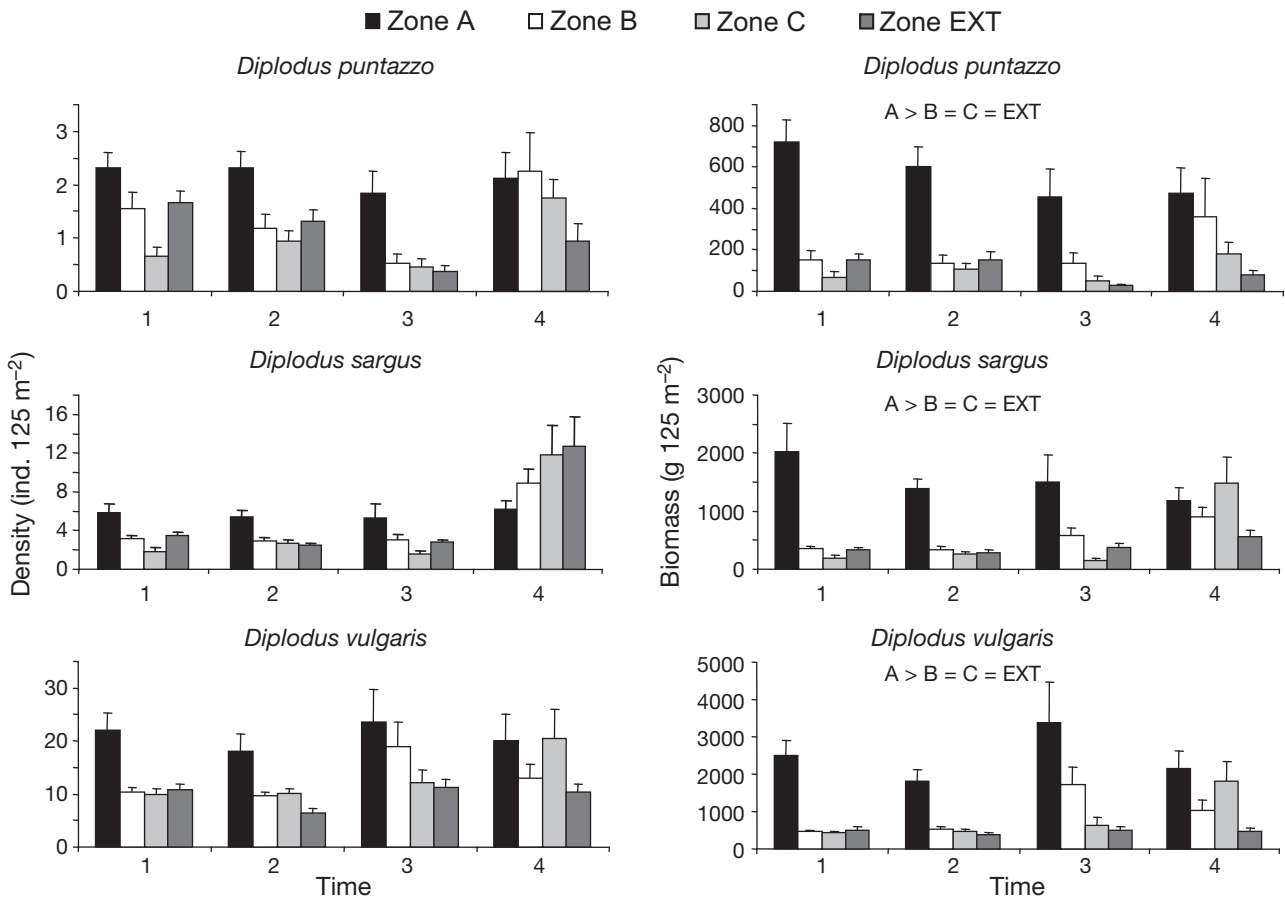 Zone A Zone B Zone C Zone EXT
Diplodus puntazzo
3
2
1
0
1 2 3 4
Diplodus puntazzo
A > B = C = EXT
800
600
400
200
0
1 2 3 4
Density (ind. 125 m⁻²)
Diplodus sargus
16
12
8
4
0
1 2 3 4
Biomass (g 125 m⁻²)
Diplodus sargus
A > B = C = EXT
3000
2000
1000
0
1 2 3 4
Diplodus vulgaris
30
20
10
0
1 2 3 4
Time
Diplodus vulgaris
A > B = C = EXT
5000
4000
3000
2000
1000
0
1 2 3 4
Time